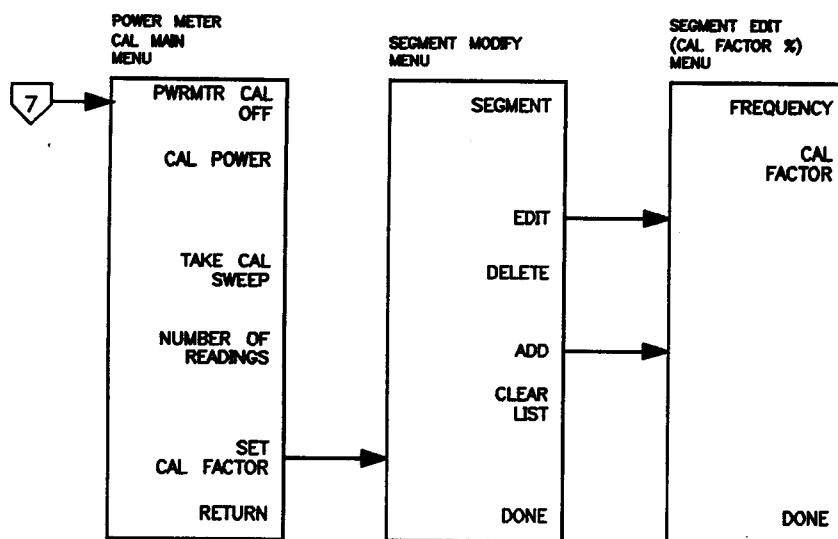 POWER METER
CAL MAIN
MENU
7
PWRMTR CAL
OFF
CAL POWER
TAKE CAL
SWEEP
NUMBER OF
READINGS
SET
CAL FACTOR
RETURN
SEGMENT MODIFY
MENU
SEGMENT
EDIT
DELETE
ADD
CLEAR
LIST
DONE
SEGMENT EDIT
(CAL FACTOR %)
MENU
FREQUENCY
CAL
FACTOR
DONE